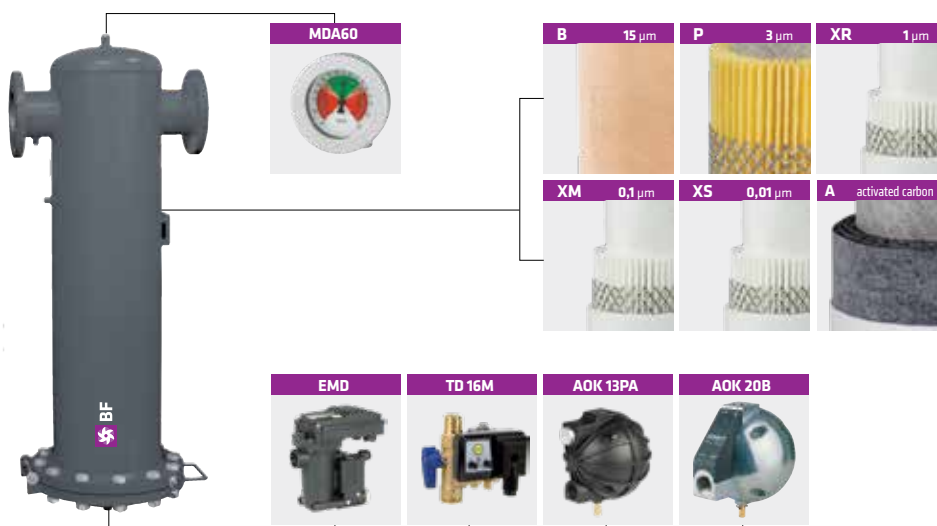 MDA60
B 15 µm
P 3 µm
XR 1 µm
XM 0,1 µm
XS 0,01 µm
A activated carbon
BF
EMD
TD 16M
AOK 13PA
AOK 20B